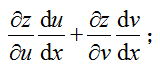 ∂z/∂u du/dx + ∂z/∂v dv/dx ;